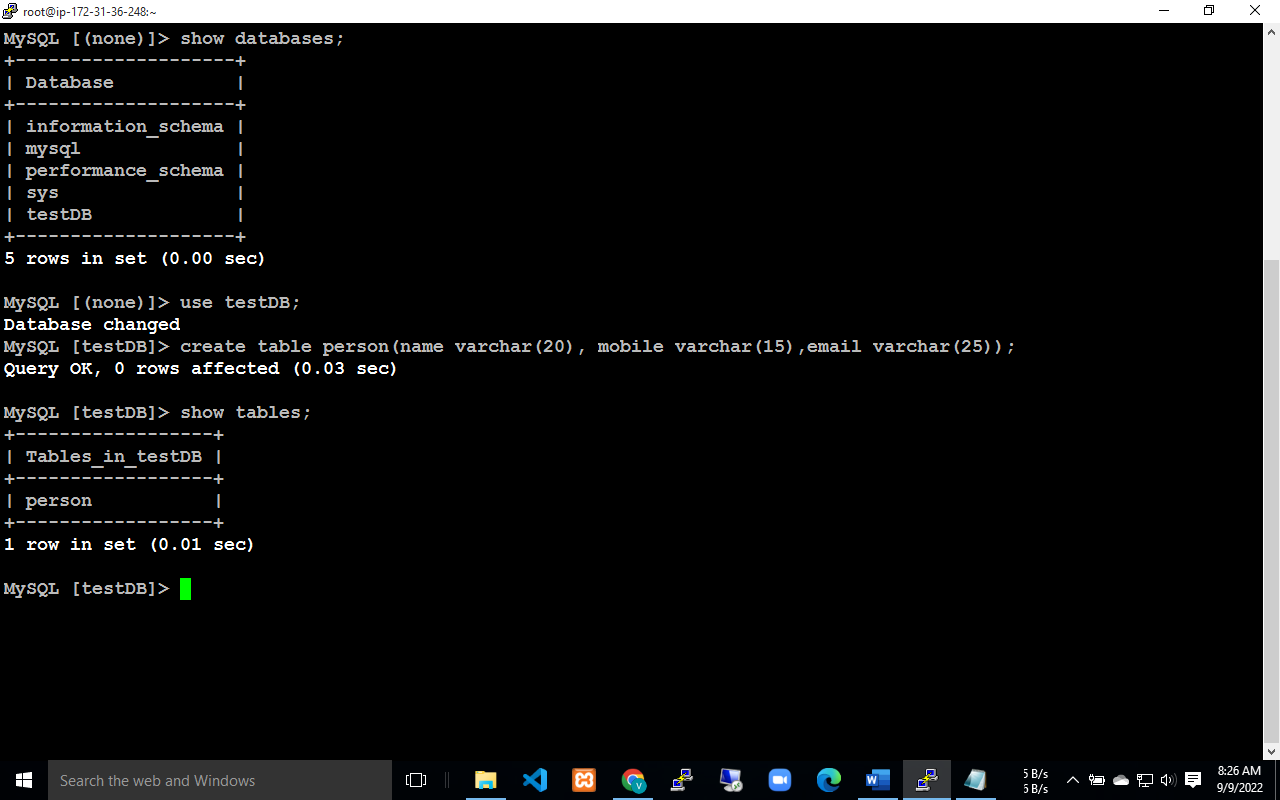 root@ip-172-31-36-248:~
MySQL [(none)]> show databases;
+--------------------+
| Database           |
+--------------------+
| information_schema |
| mysql              |
| performance_schema |
| sys                |
| testDB             |
+--------------------+
5 rows in set (0.00 sec)
MySQL [(none)]> use testDB;
Database changed
MySQL [testDB]> create table person(name varchar(20), mobile varchar(15),email varchar(25));
Query OK, 0 rows affected (0.03 sec)
MySQL [testDB]> show tables;
+------------------+
| Tables_in_testDB |
+------------------+
| person           |
+------------------+
1 row in set (0.01 sec)
MySQL [testDB]>
Search the web and Windows
5 B/s
8:26 AM
9/9/2022